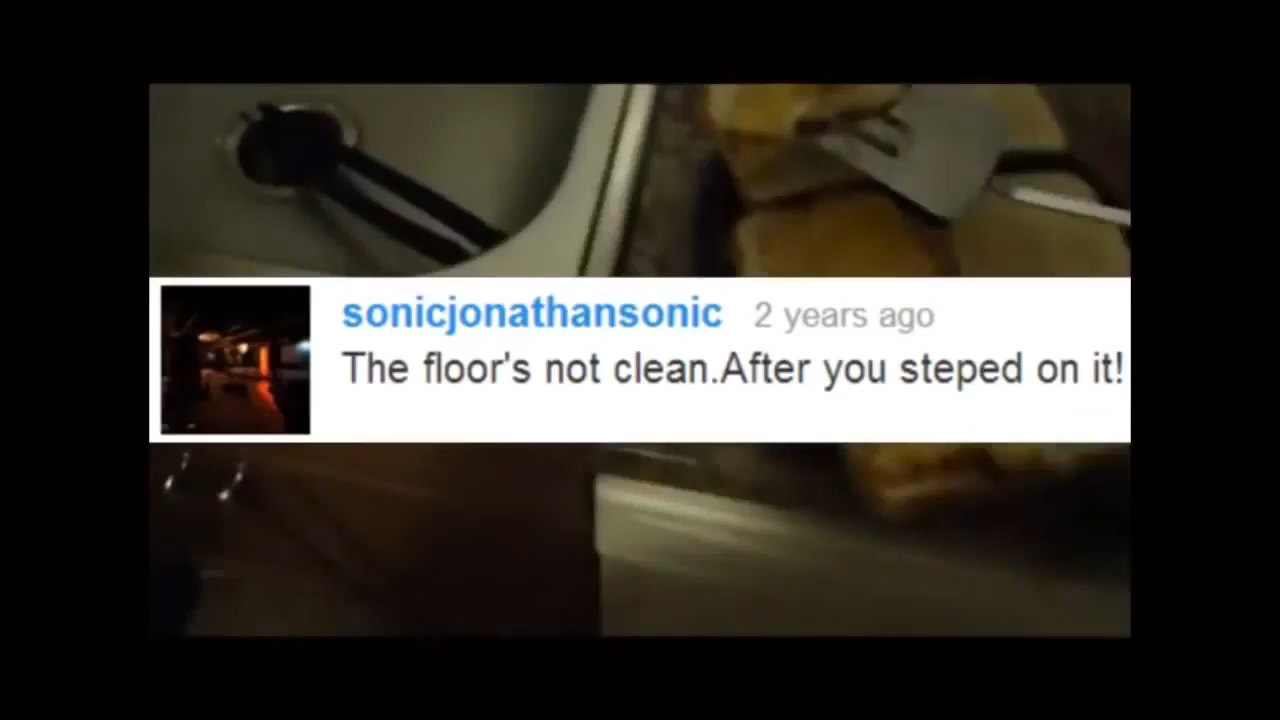 sonicjonathansonic 2 years ago
The floor's not clean.After you steped on it!